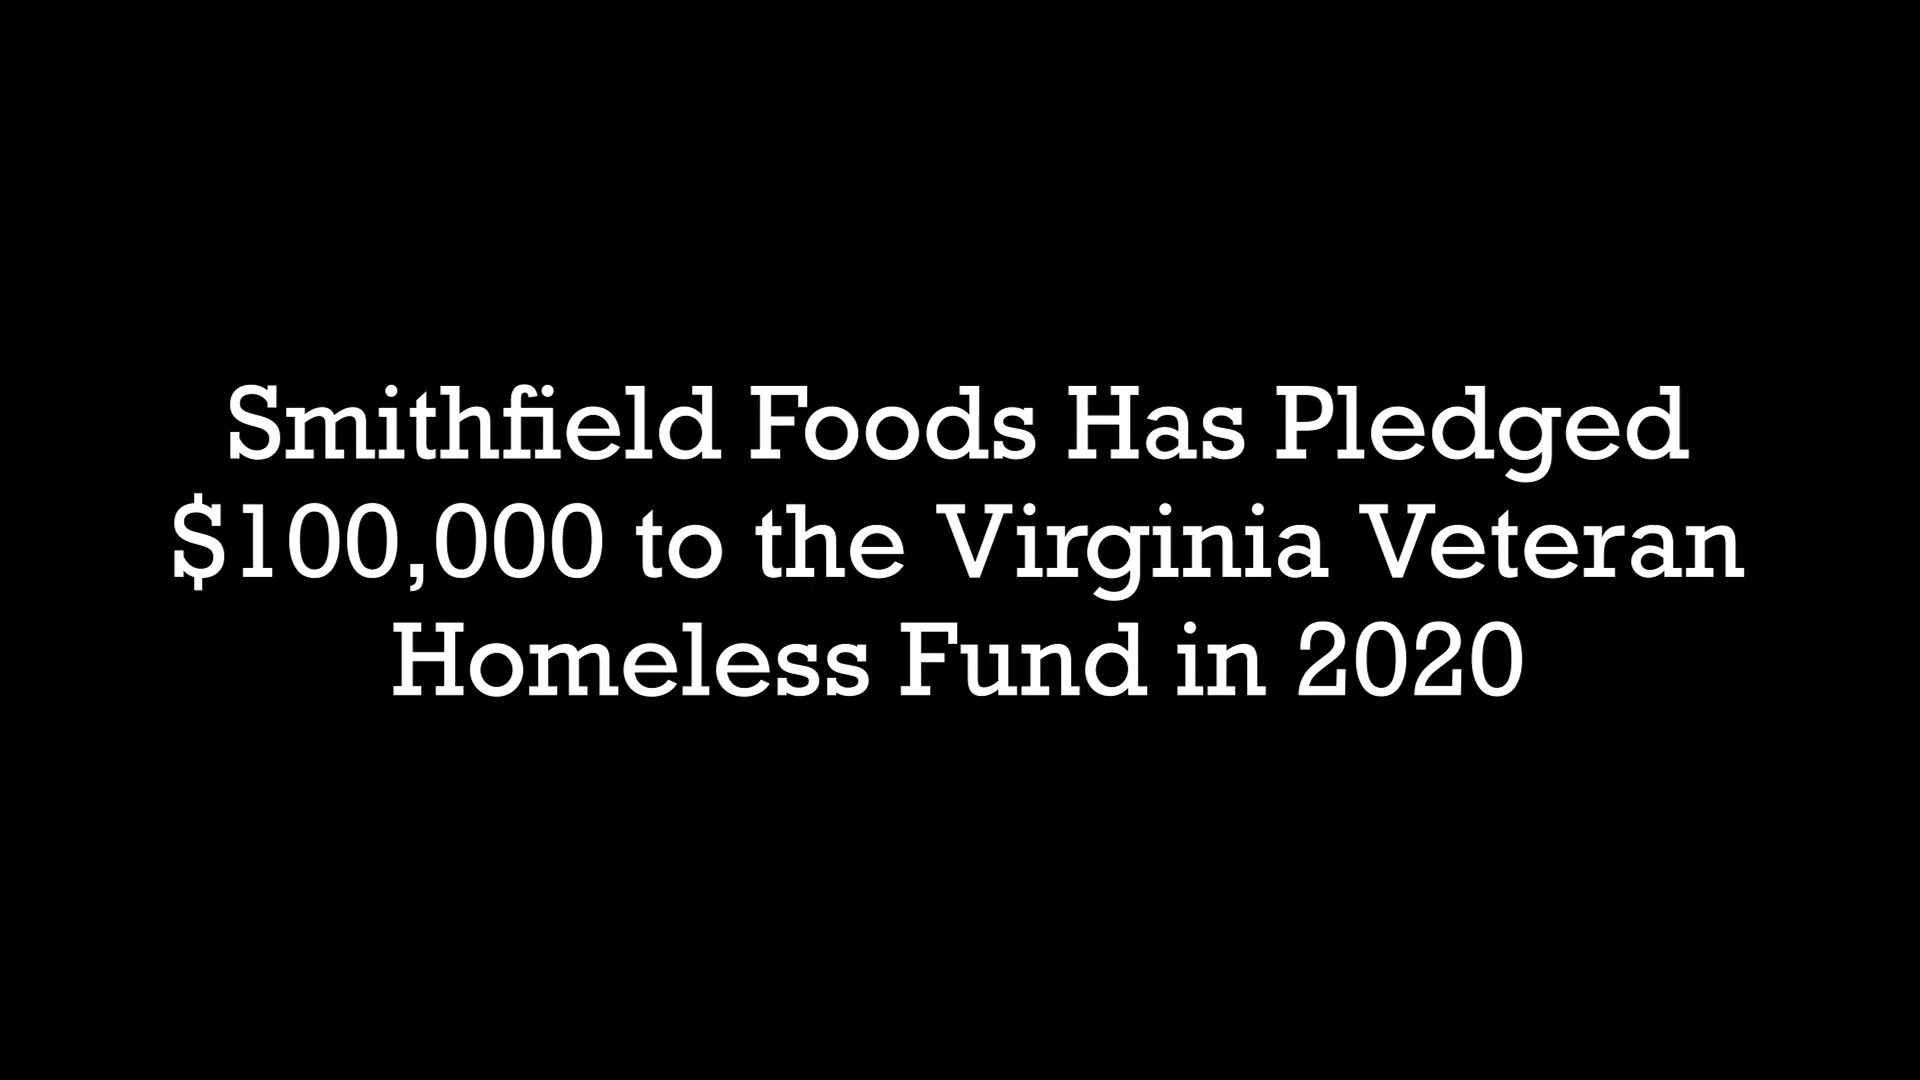 Smithfield Foods Has Pledged
$100,000 to the Virginia Veteran
Homeless Fund in 2020